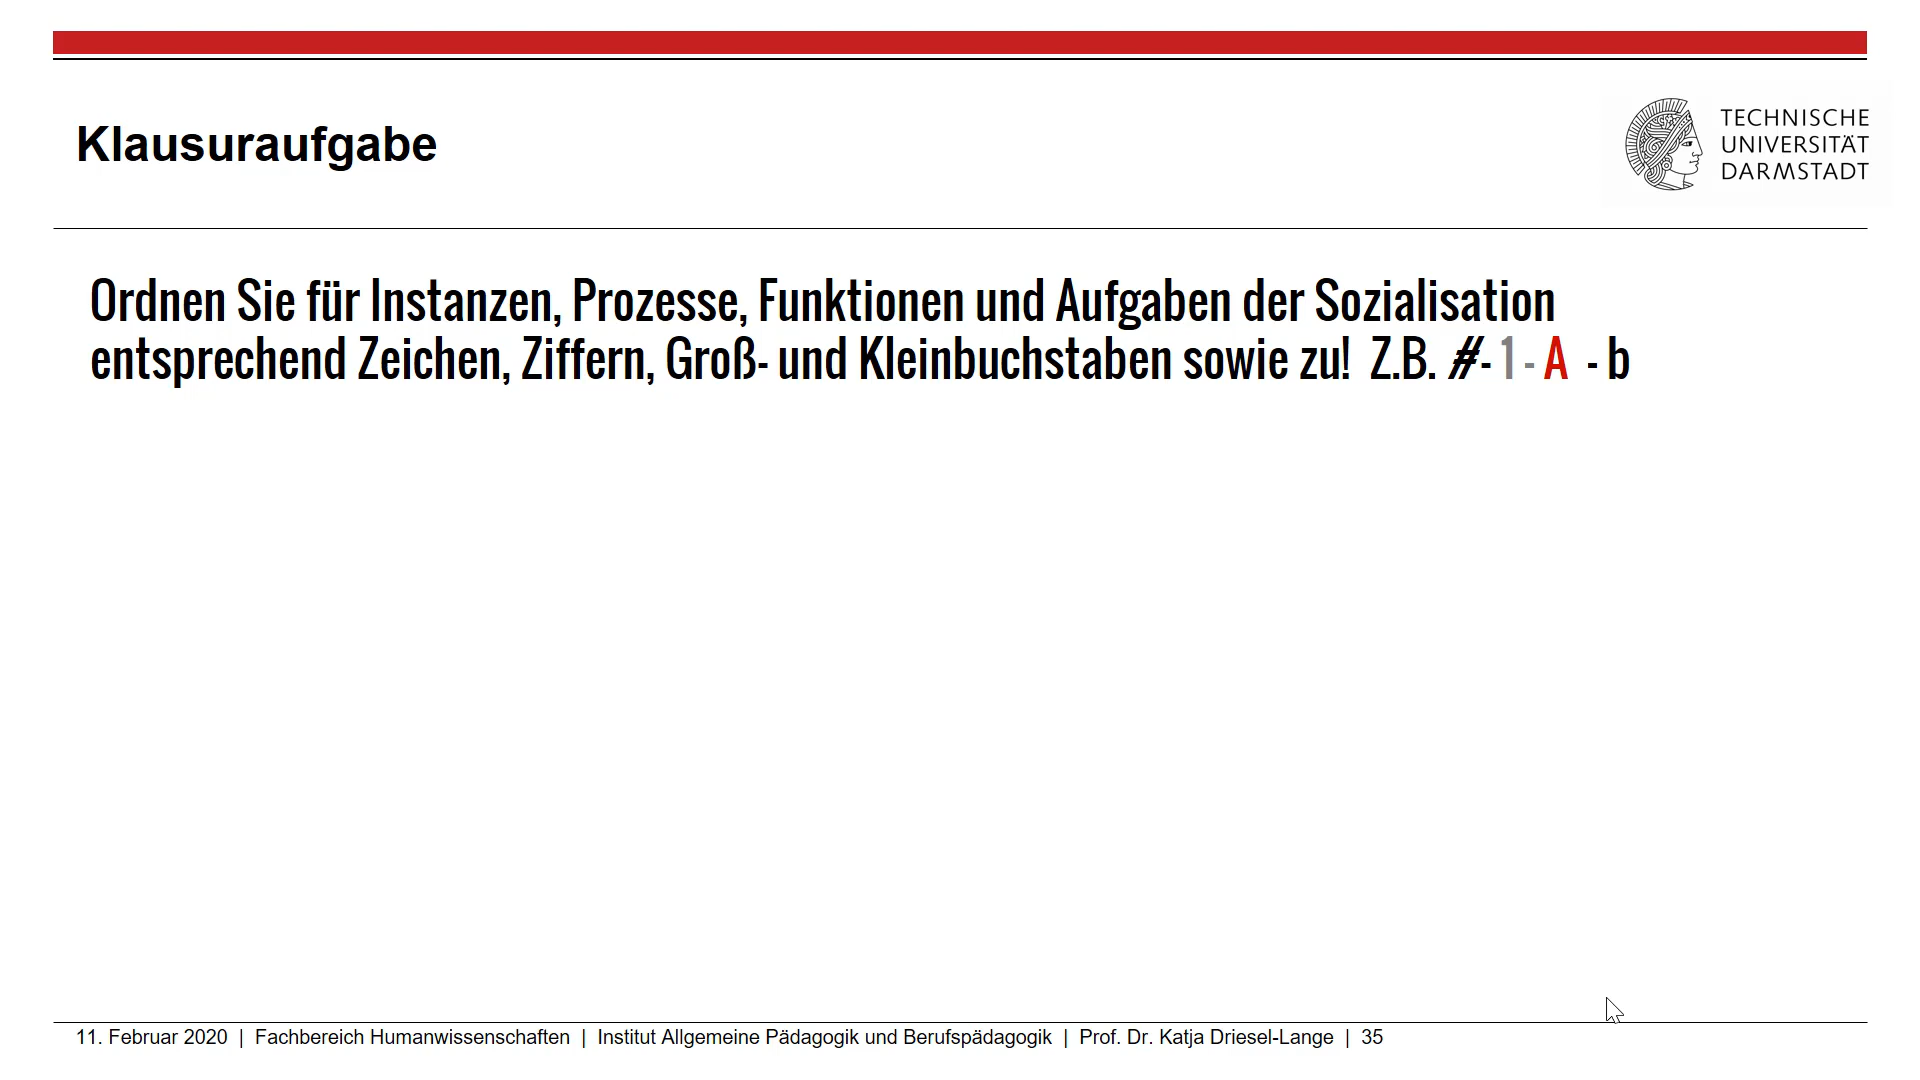 Klausuraufgabe
TECHNISCHE
UNIVERSITÄT
DARMSTADT
Ordnen Sie für Instanzen, Prozesse, Funktionen und Aufgaben der Sozialisation
entsprechend Zeichen, Ziffern, Groß- und Kleinbuchstaben sowie zu! Z.B. #- 1 - A - b
11. Februar 2020 | Fachbereich Humanwissenschaften | Institut Allgemeine Pädagogik und Berufspädagogik | Prof. Dr. Katja Driesel-Lange | 35